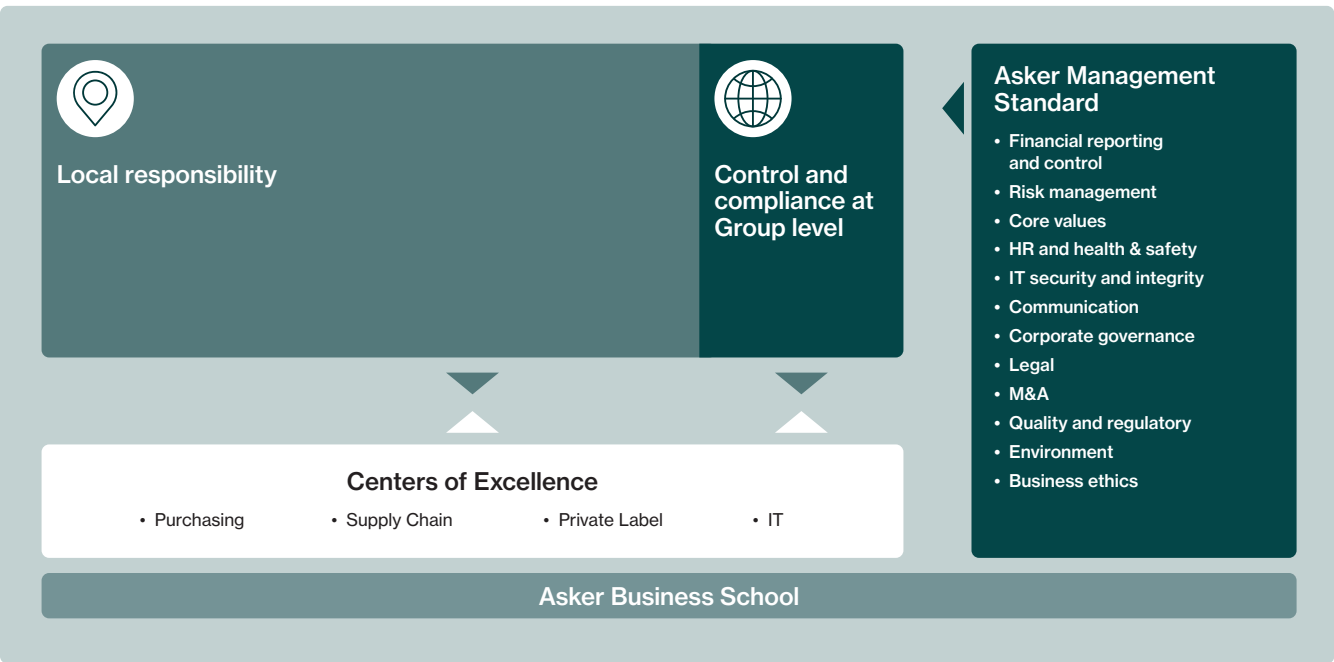 Local responsibility
Control and
compliance at
Group level
Asker Management
Standard
• Financial reporting
and control
• Risk management
• Core values
• HR and health & safety
• IT security and integrity
• Communication
• Corporate governance
• Legal
• M&A
• Quality and regulatory
• Environment
• Business ethics
Centers of Excellence
• Purchasing • Supply Chain • Private Label • IT
Asker Business School